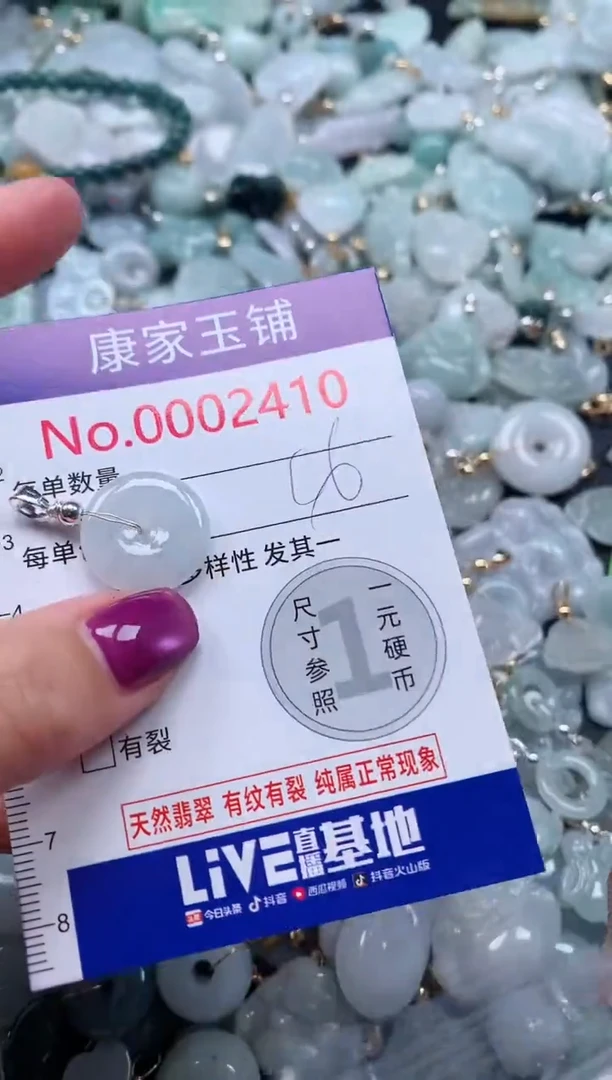 康家玉铺
No.0002410
每单数量
每单
样性 发其一
尺寸参照
1
一元硬币
有裂
天然翡翠 有纹有裂 纯属正常现象
LiVE直播基地
今日头条 抖音 西瓜视频 抖音火山版
7
8